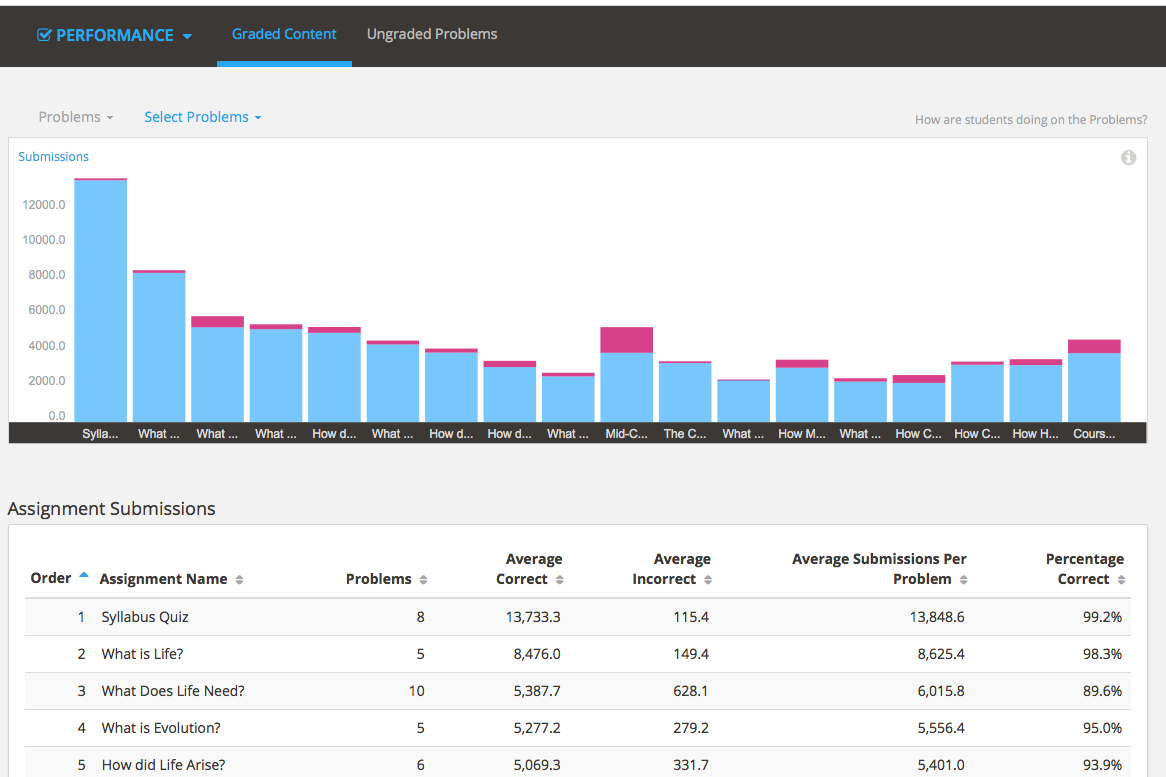 PERFORMANCE Graded Content Ungraded Problems
Problems Select Problems How are students doing on the Problems?
Submissions
12000.0
10000.0
8000.0
6000.0
4000.0
2000.0
0.0
Sylla... What ... What ... What ... How d... What ... How d... How d... What ... Mid-C... The C... What ... How M... What ... How C... How C... How H... Cours...
Assignment Submissions
Order Assignment Name Problems Average Correct Average Incorrect Average Submissions Per Problem Percentage Correct
1 Syllabus Quiz 8 13,733.3 115.4 13,848.6 99.2%
2 What is Life? 5 8,476.0 149.4 8,625.4 98.3%
3 What Does Life Need? 10 5,387.7 628.1 6,015.8 89.6%
4 What is Evolution? 5 5,277.2 279.2 5,556.4 95.0%
5 How did Life Arise? 6 5,069.3 331.7 5,401.0 93.9%